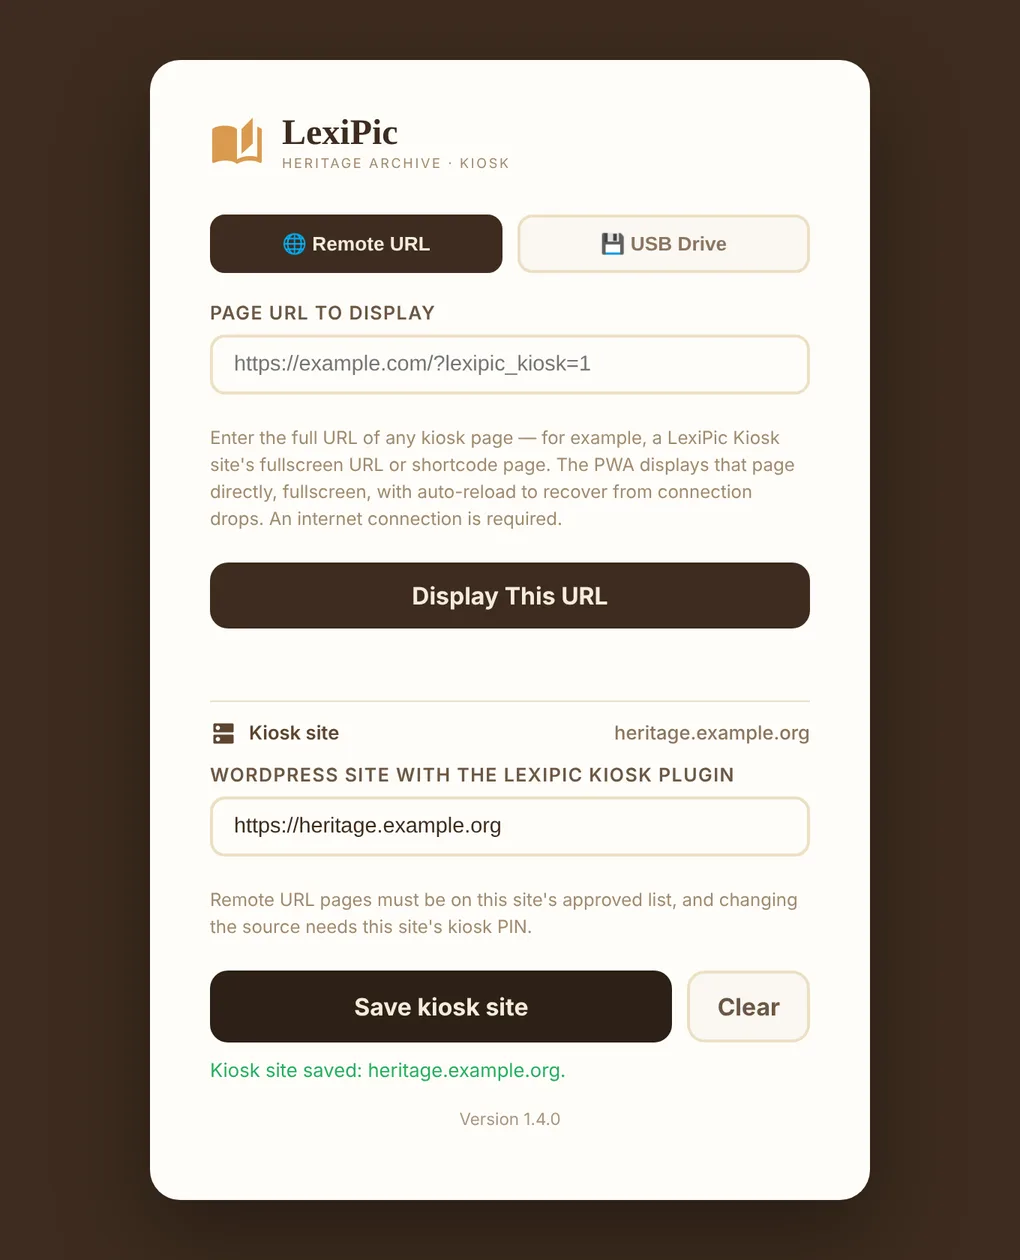 LexiPic
HERITAGE ARCHIVE · KIOSK
Remote URL
USB Drive
PAGE URL TO DISPLAY
https://example.com/?lexipic_kiosk=1
Enter the full URL of any kiosk page — for example, a LexiPic Kiosk
site's fullscreen URL or shortcode page. The PWA displays that page
directly, fullscreen, with auto-reload to recover from connection
drops. An internet connection is required.
Display This URL
Kiosk site heritage.example.org
WORDPRESS SITE WITH THE LEXIPIC KIOSK PLUGIN
https://heritage.example.org
Remote URL pages must be on this site's approved list, and changing
the source needs this site's kiosk PIN.
Save kiosk site
Clear
Kiosk site saved: heritage.example.org.
Version 1.4.0